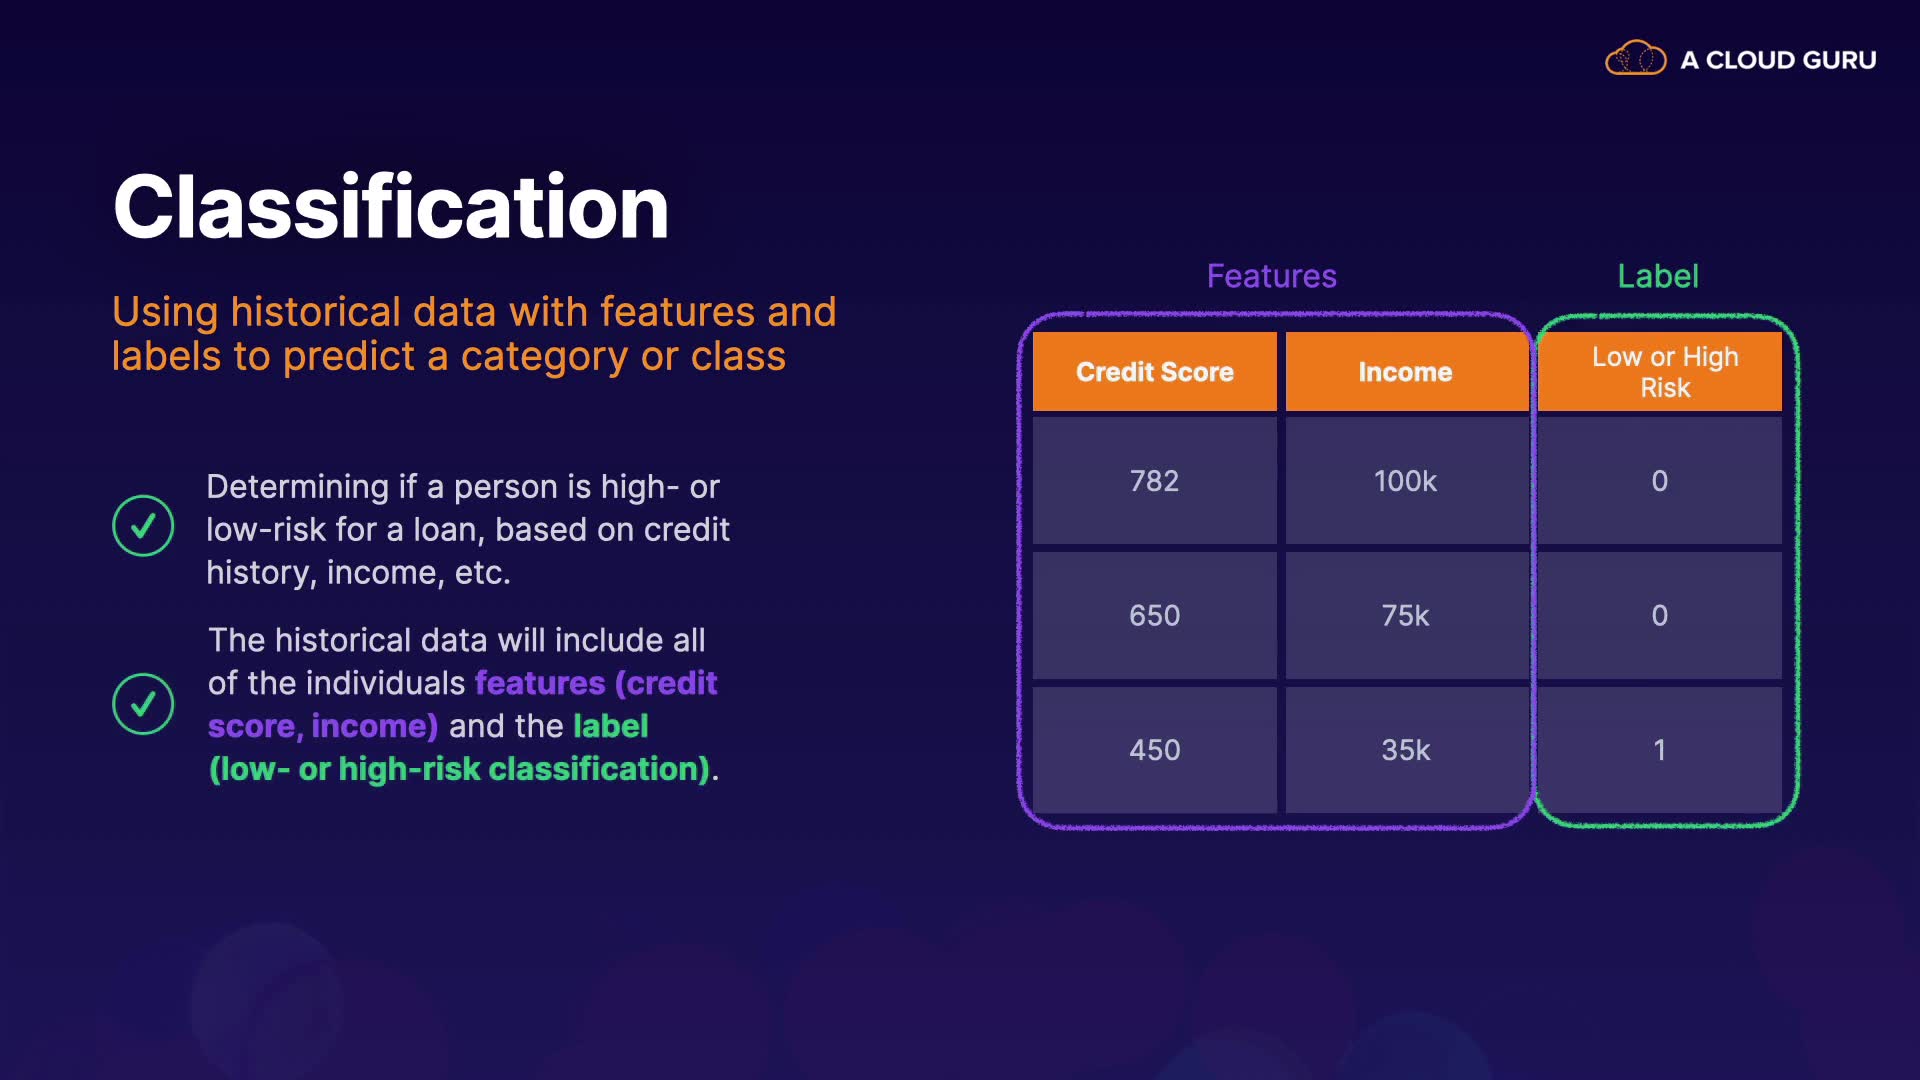 A CLOUD GURU
Classification
Using historical data with features and
labels to predict a category or class
Determining if a person is high- or
low-risk for a loan, based on credit
history, income, etc.
The historical data will include all
of the individuals features (credit
score, income) and the label
(low- or high-risk classification).
Features
Label
Credit Score
Income
Low or High
Risk
782
100k
0
650
75k
0
450
35k
1